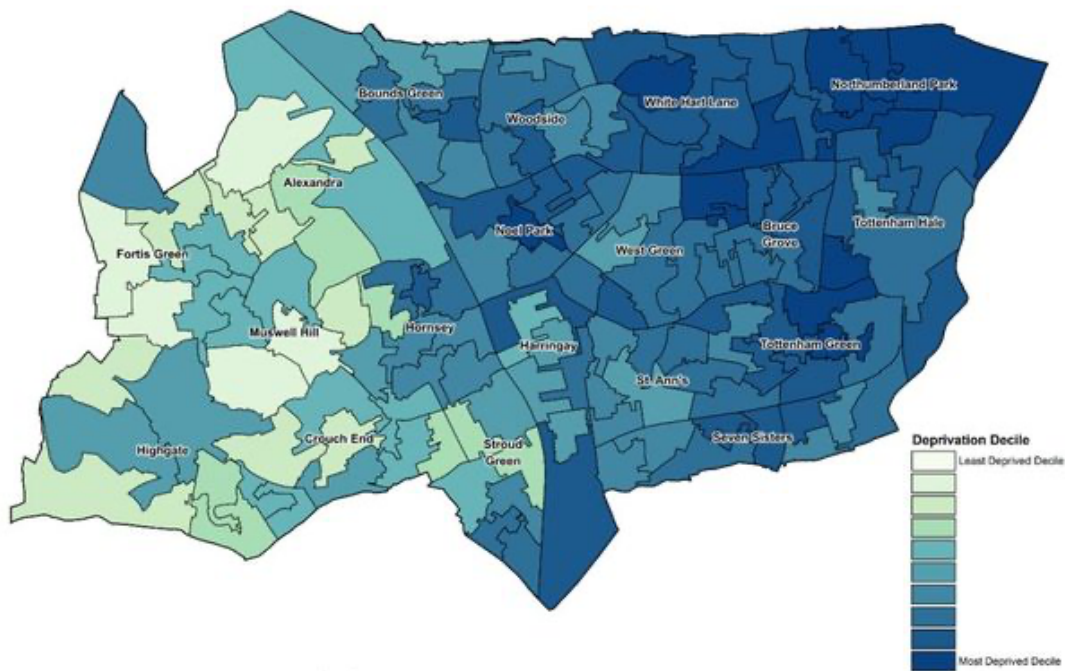 Northumberland Park
Bounds Green
White Hart Lane
Woodside
Alexandra
Tottenham Hale
Noel Park
Bruce
Grove
West Green
Fortis Green
Muswell Hill
Hornsey
Harringay
Tottenham Green
St. Ann's
Crouch End
Seven Sisters
Stroud
Green
Highgate
Deprivation Decile
Least Deprived Decile
Most Deprived Decile